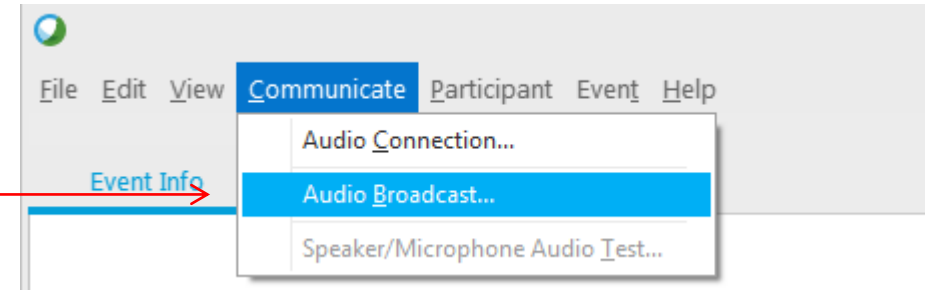 File Edit View Communicate Participant Event Help
Audio Connection...
Event Info
Audio Broadcast...
Speaker/Microphone Audio Test...